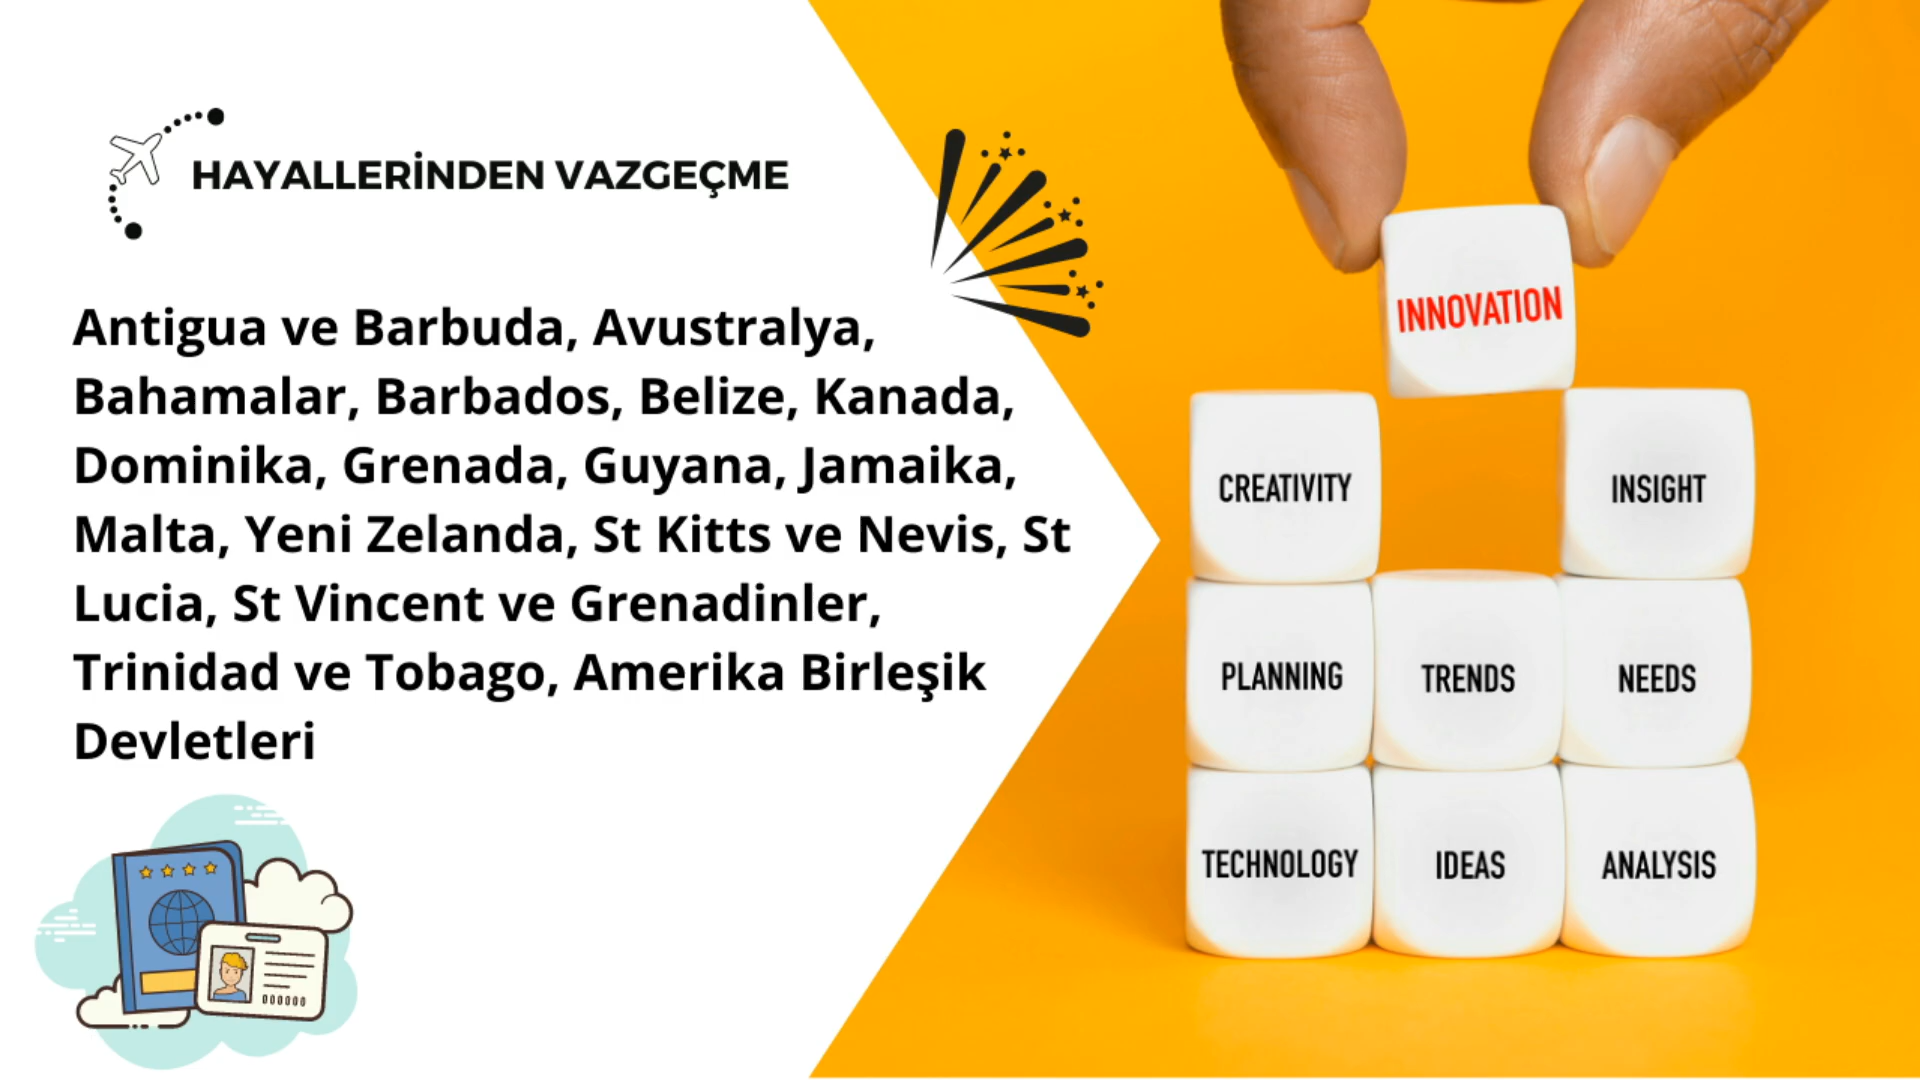 HAYALLERİNDEN VAZGEÇME
Antigua ve Barbuda, Avustralya,
Bahamalar, Barbados, Belize, Kanada,
Dominika, Grenada, Guyana, Jamaika,
Malta, Yeni Zelanda, St Kitts ve Nevis, St
Lucia, St Vincent ve Grenadinler,
Trinidad ve Tobago, Amerika Birleşik
Devletleri
INNOVATION
CREATIVITY
INSIGHT
PLANNING
TRENDS
NEEDS
TECHNOLOGY
IDEAS
ANALYSIS